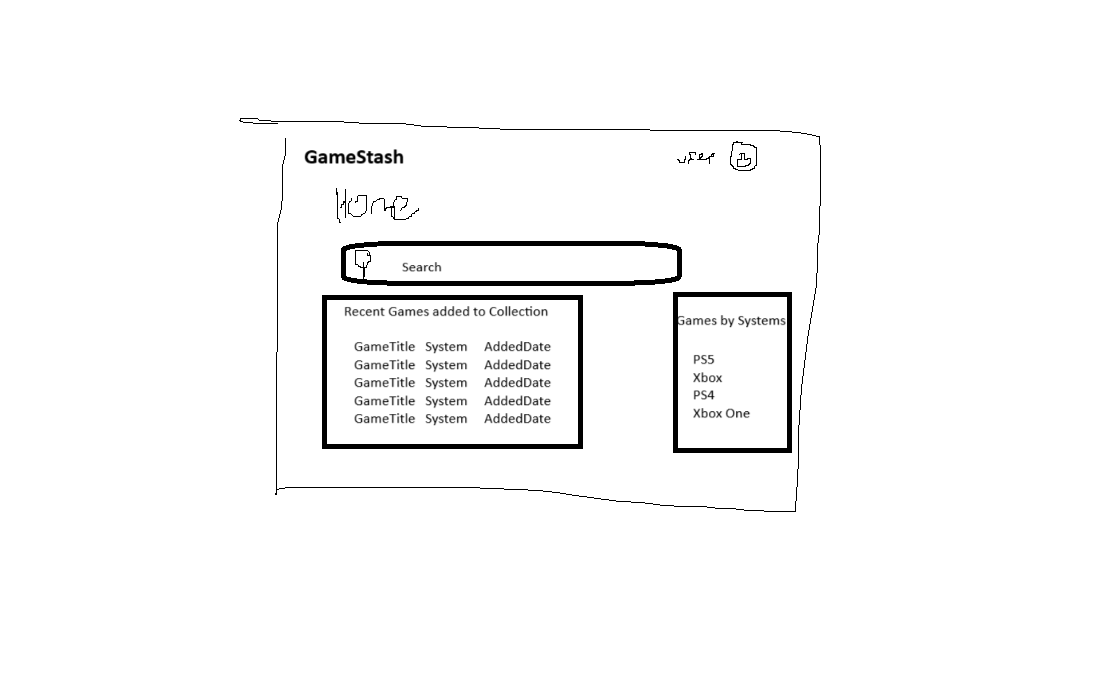 GameStash user
Home
Search
Recent Games added to Collection
GameTitle System AddedDate
GameTitle System AddedDate
GameTitle System AddedDate
GameTitle System AddedDate
GameTitle System AddedDate
Games by Systems
PS5
Xbox
PS4
Xbox One